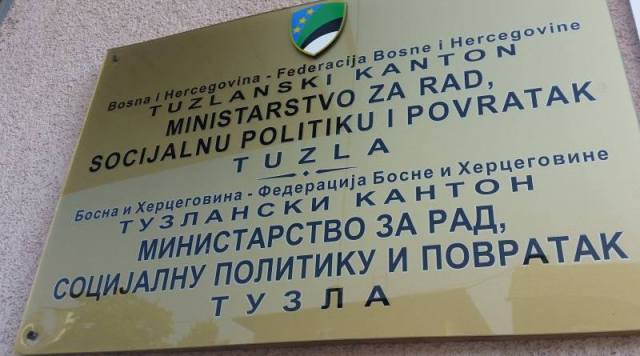 Bosna i Hercegovina - Federacija Bosne i Hercegovine
TUZLANSKI KANTON
MINISTARSTVO ZA RAD,
SOCIJALNU POLITIKU I POVRATAK
TUZLA
Босна и Херцеговина - Федерација Босне и Херцеговине
ТУЗЛАНСКИ КАНТОН
МИНИСТАРСТВО ЗА РАД,
СОЦИЈАЛНУ ПОЛИТИКУ И ПОВРАТАК
ТУЗЛА